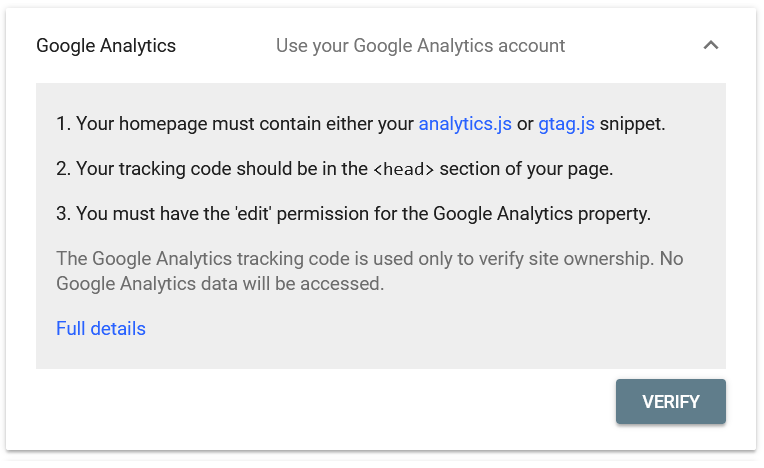 Google Analytics Use your Google Analytics account
1. Your homepage must contain either your analytics.js or gtag.js snippet.
2. Your tracking code should be in the <head> section of your page.
3. You must have the 'edit' permission for the Google Analytics property.
The Google Analytics tracking code is used only to verify site ownership. No
Google Analytics data will be accessed.
Full details
VERIFY